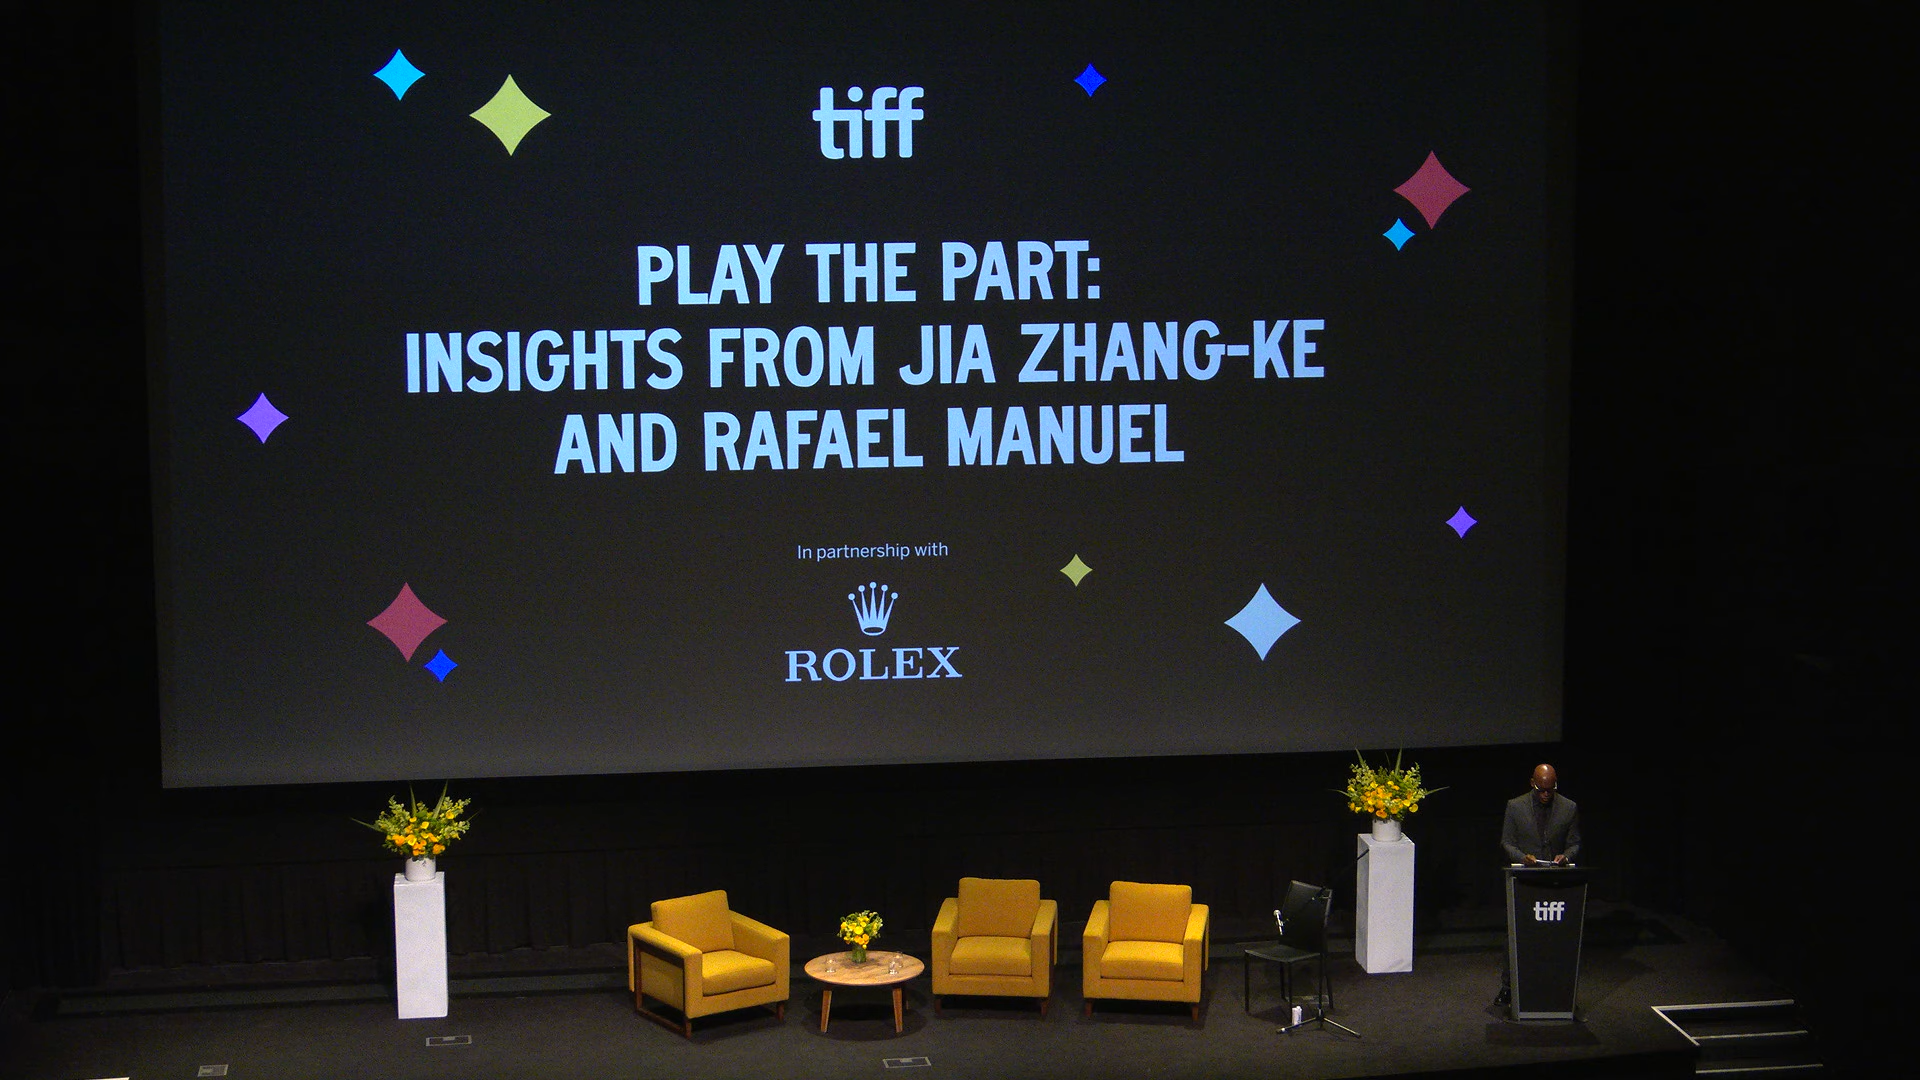 tiff
PLAY THE PART:
INSIGHTS FROM JIA ZHANG-KE
AND RAFAEL MANUEL
In partnership with
ROLEX
tiff